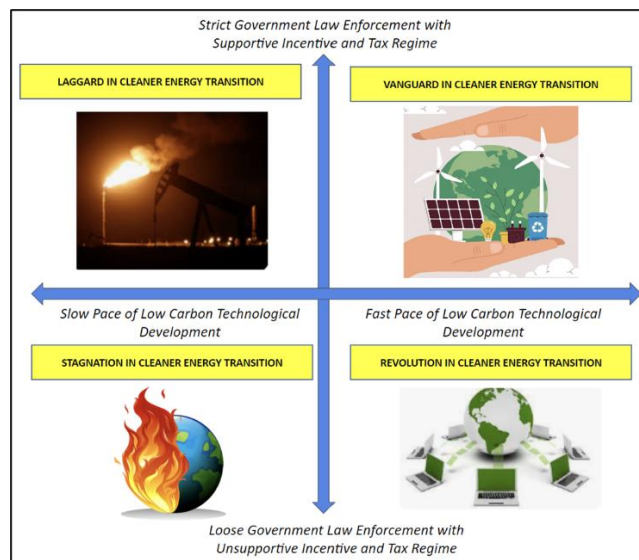 Strict Government Law Enforcement with
Supportive Incentive and Tax Regime
LAGGARD IN CLEANER ENERGY TRANSITION
VANGUARD IN CLEANER ENERGY TRANSITION
Slow Pace of Low Carbon Technological
Development
Fast Pace of Low Carbon Technological
Development
STAGNATION IN CLEANER ENERGY TRANSITION
REVOLUTION IN CLEANER ENERGY TRANSITION
Loose Government Law Enforcement with
Unsupportive Incentive and Tax Regime